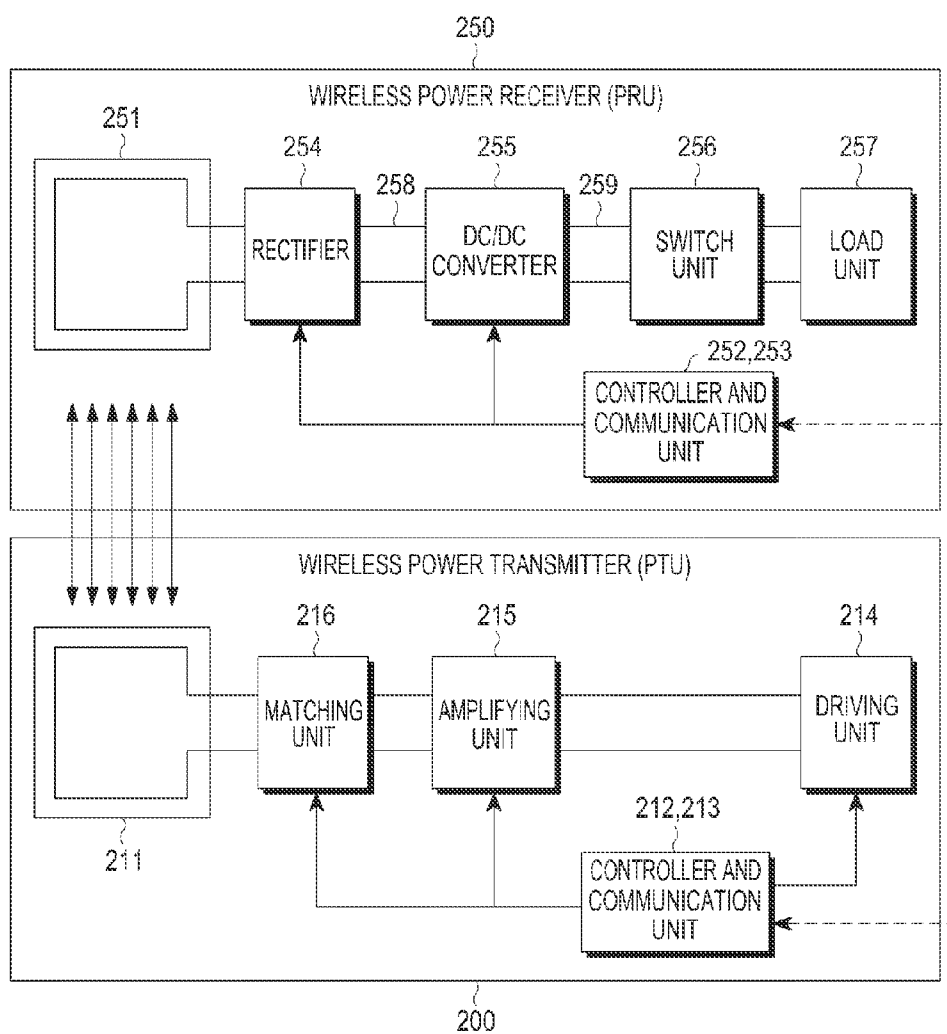 250
WIRELESS POWER RECEIVER (PRU)
251
254
255
256
257
258
259
RECTIFIER
DC/DC
CONVERTER
SWITCH
UNIT
LOAD
UNIT
252,253
CONTROLLER AND
COMMUNICATION
UNIT
WIRELESS POWER TRANSMITTER (PTU)
216
215
214
MATCHING
UNIT
AMPLIFYING
UNIT
DRIVING
UNIT
211
212,213
CONTROLLER AND
COMMUNICATION
UNIT
200